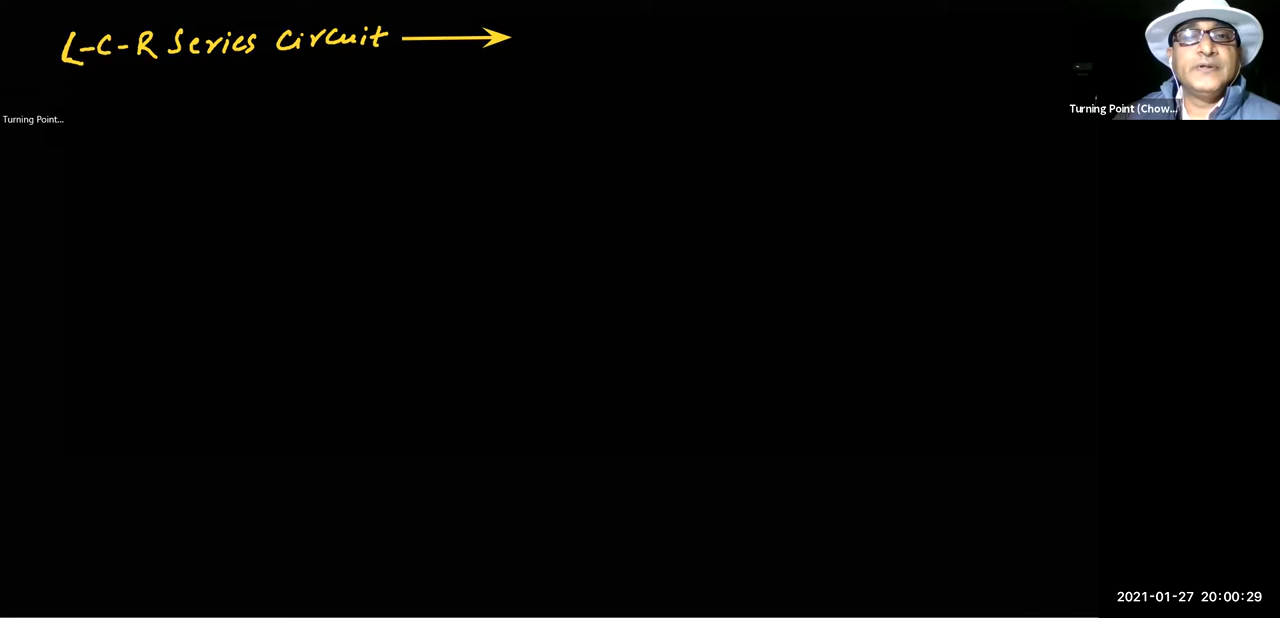 L-C-R Series Circuit
Turning Point (Chow...
Turning Point...
2021-01-27 20:00:29